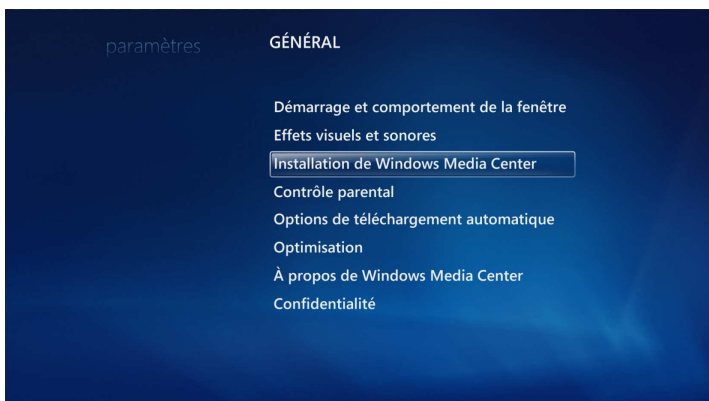 paramètres
GÉNÉRAL
Démarrage et comportement de la fenêtre
Effets visuels et sonores
Installation de Windows Media Center
Contrôle parental
Options de téléchargement automatique
Optimisation
À propos de Windows Media Center
Confidentialité